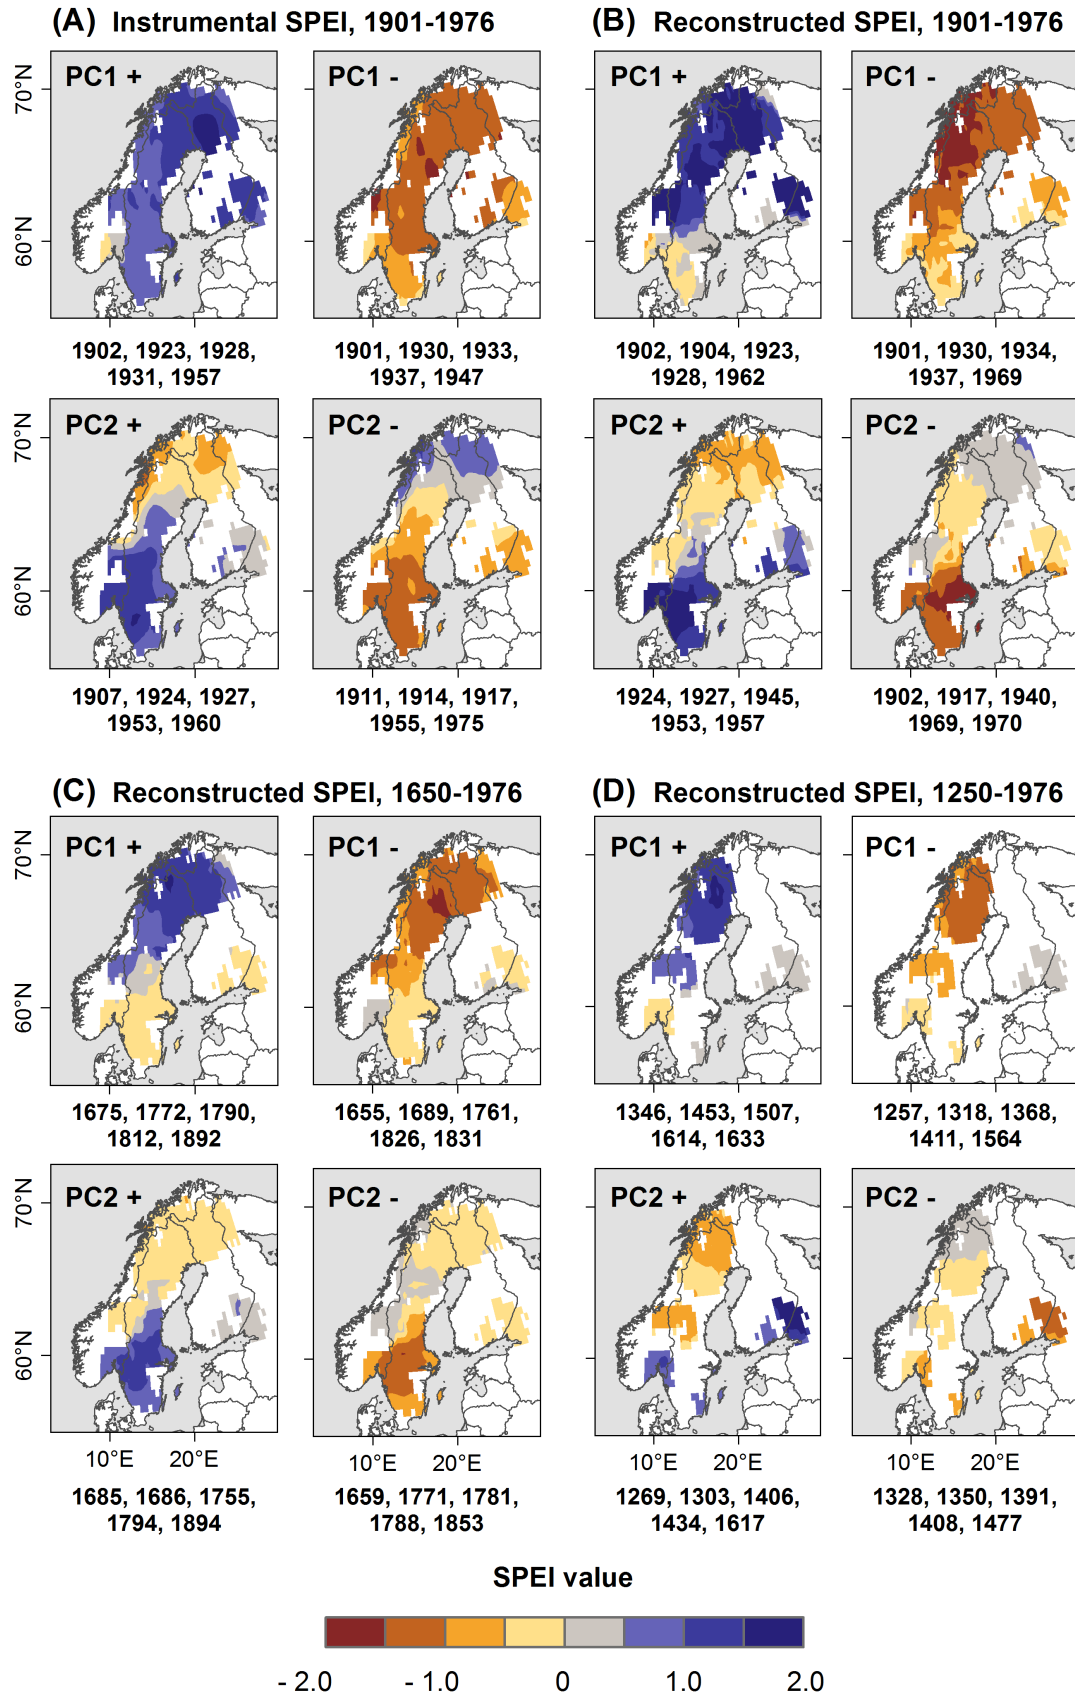 (A) Instrumental SPEI, 1901-1976
(B) Reconstructed SPEI, 1901-1976
PC1 +
PC1 -
PC1 +
PC1 -
70°N
60°N
1902, 1923, 1928,
1931, 1957
1901, 1930, 1933,
1937, 1947
1902, 1904, 1923,
1928, 1962
1901, 1930, 1934,
1937, 1969
PC2 +
PC2 -
PC2 +
PC2 -
70°N
60°N
1907, 1924, 1927,
1953, 1960
1911, 1914, 1917,
1955, 1975
1924, 1927, 1945,
1953, 1957
1902, 1917, 1940,
1969, 1970
(C) Reconstructed SPEI, 1650-1976
(D) Reconstructed SPEI, 1250-1976
PC1 +
PC1 -
PC1 +
PC1 -
70°N
60°N
1675, 1772, 1790,
1812, 1892
1655, 1689, 1761,
1826, 1831
1346, 1453, 1507,
1614, 1633
1257, 1318, 1368,
1411, 1564
PC2 +
PC2 -
PC2 +
PC2 -
70°N
60°N
10°E 20°E
10°E 20°E
10°E 20°E
10°E 20°E
1685, 1686, 1755,
1794, 1894
1659, 1771, 1781,
1788, 1853
1269, 1303, 1406,
1434, 1617
1328, 1350, 1391,
1408, 1477
SPEI value
- 2.0 - 1.0 0 1.0 2.0